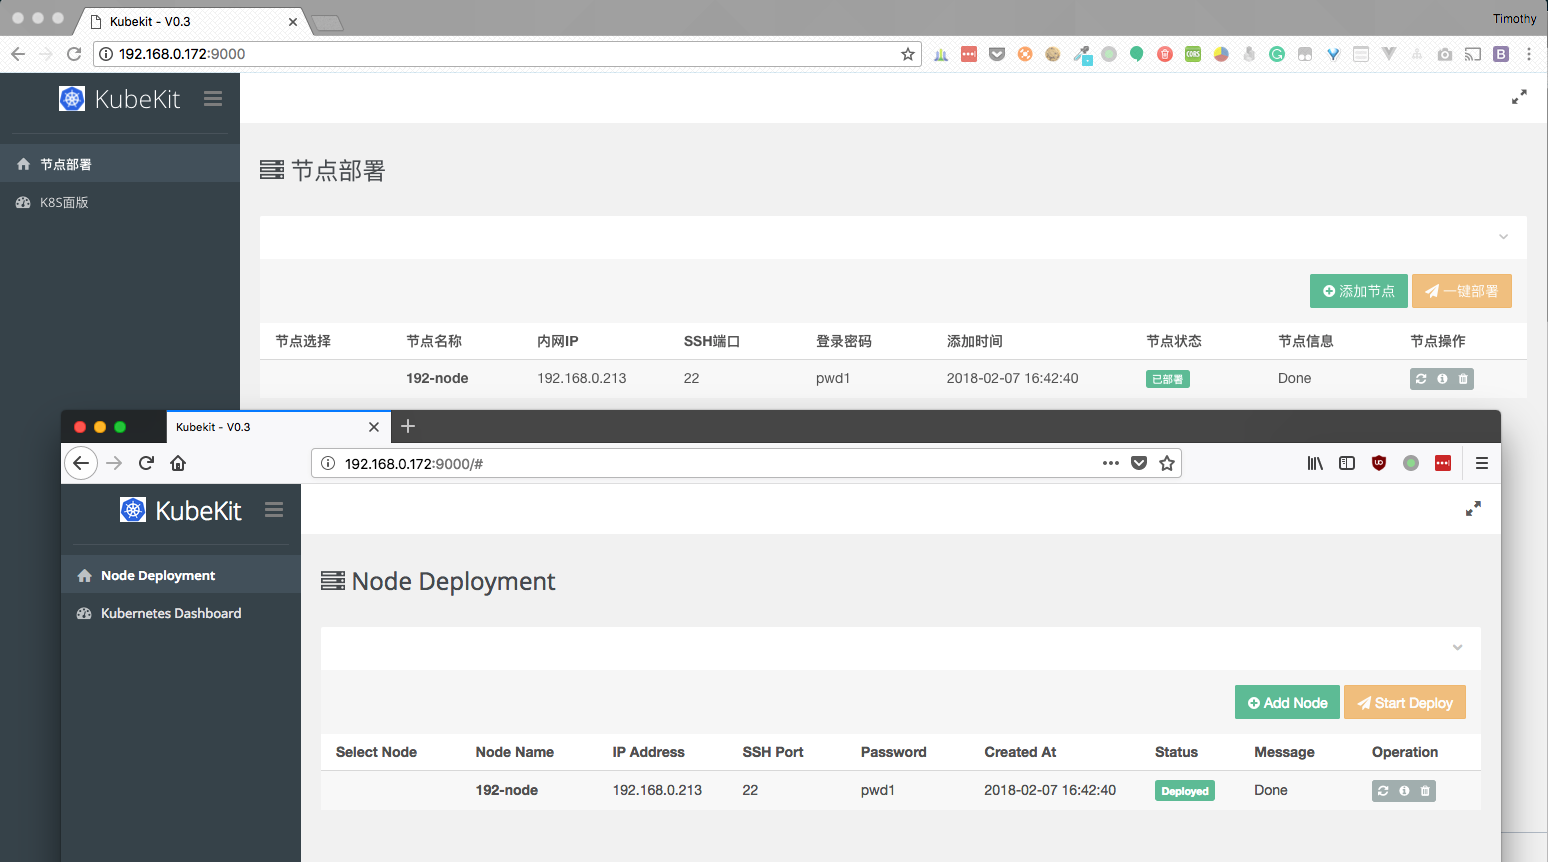 Kubekit - V0.3
Timothy
192.168.0.172:9000
KubeKit
节点部署
K8S面版
节点部署
添加节点 一键部署
节点选择 节点名称 内网IP SSH端口 登录密码 添加时间 节点状态 节点信息 节点操作
192-node 192.168.0.213 22 pwd1 2018-02-07 16:42:40 已部署 Done
Kubekit - V0.3
192.168.0.172:9000/#
KubeKit
Node Deployment
Kubernetes Dashboard
Node Deployment
Add Node Start Deploy
Select Node Node Name IP Address SSH Port Password Created At Status Message Operation
192-node 192.168.0.213 22 pwd1 2018-02-07 16:42:40 Deployed Done